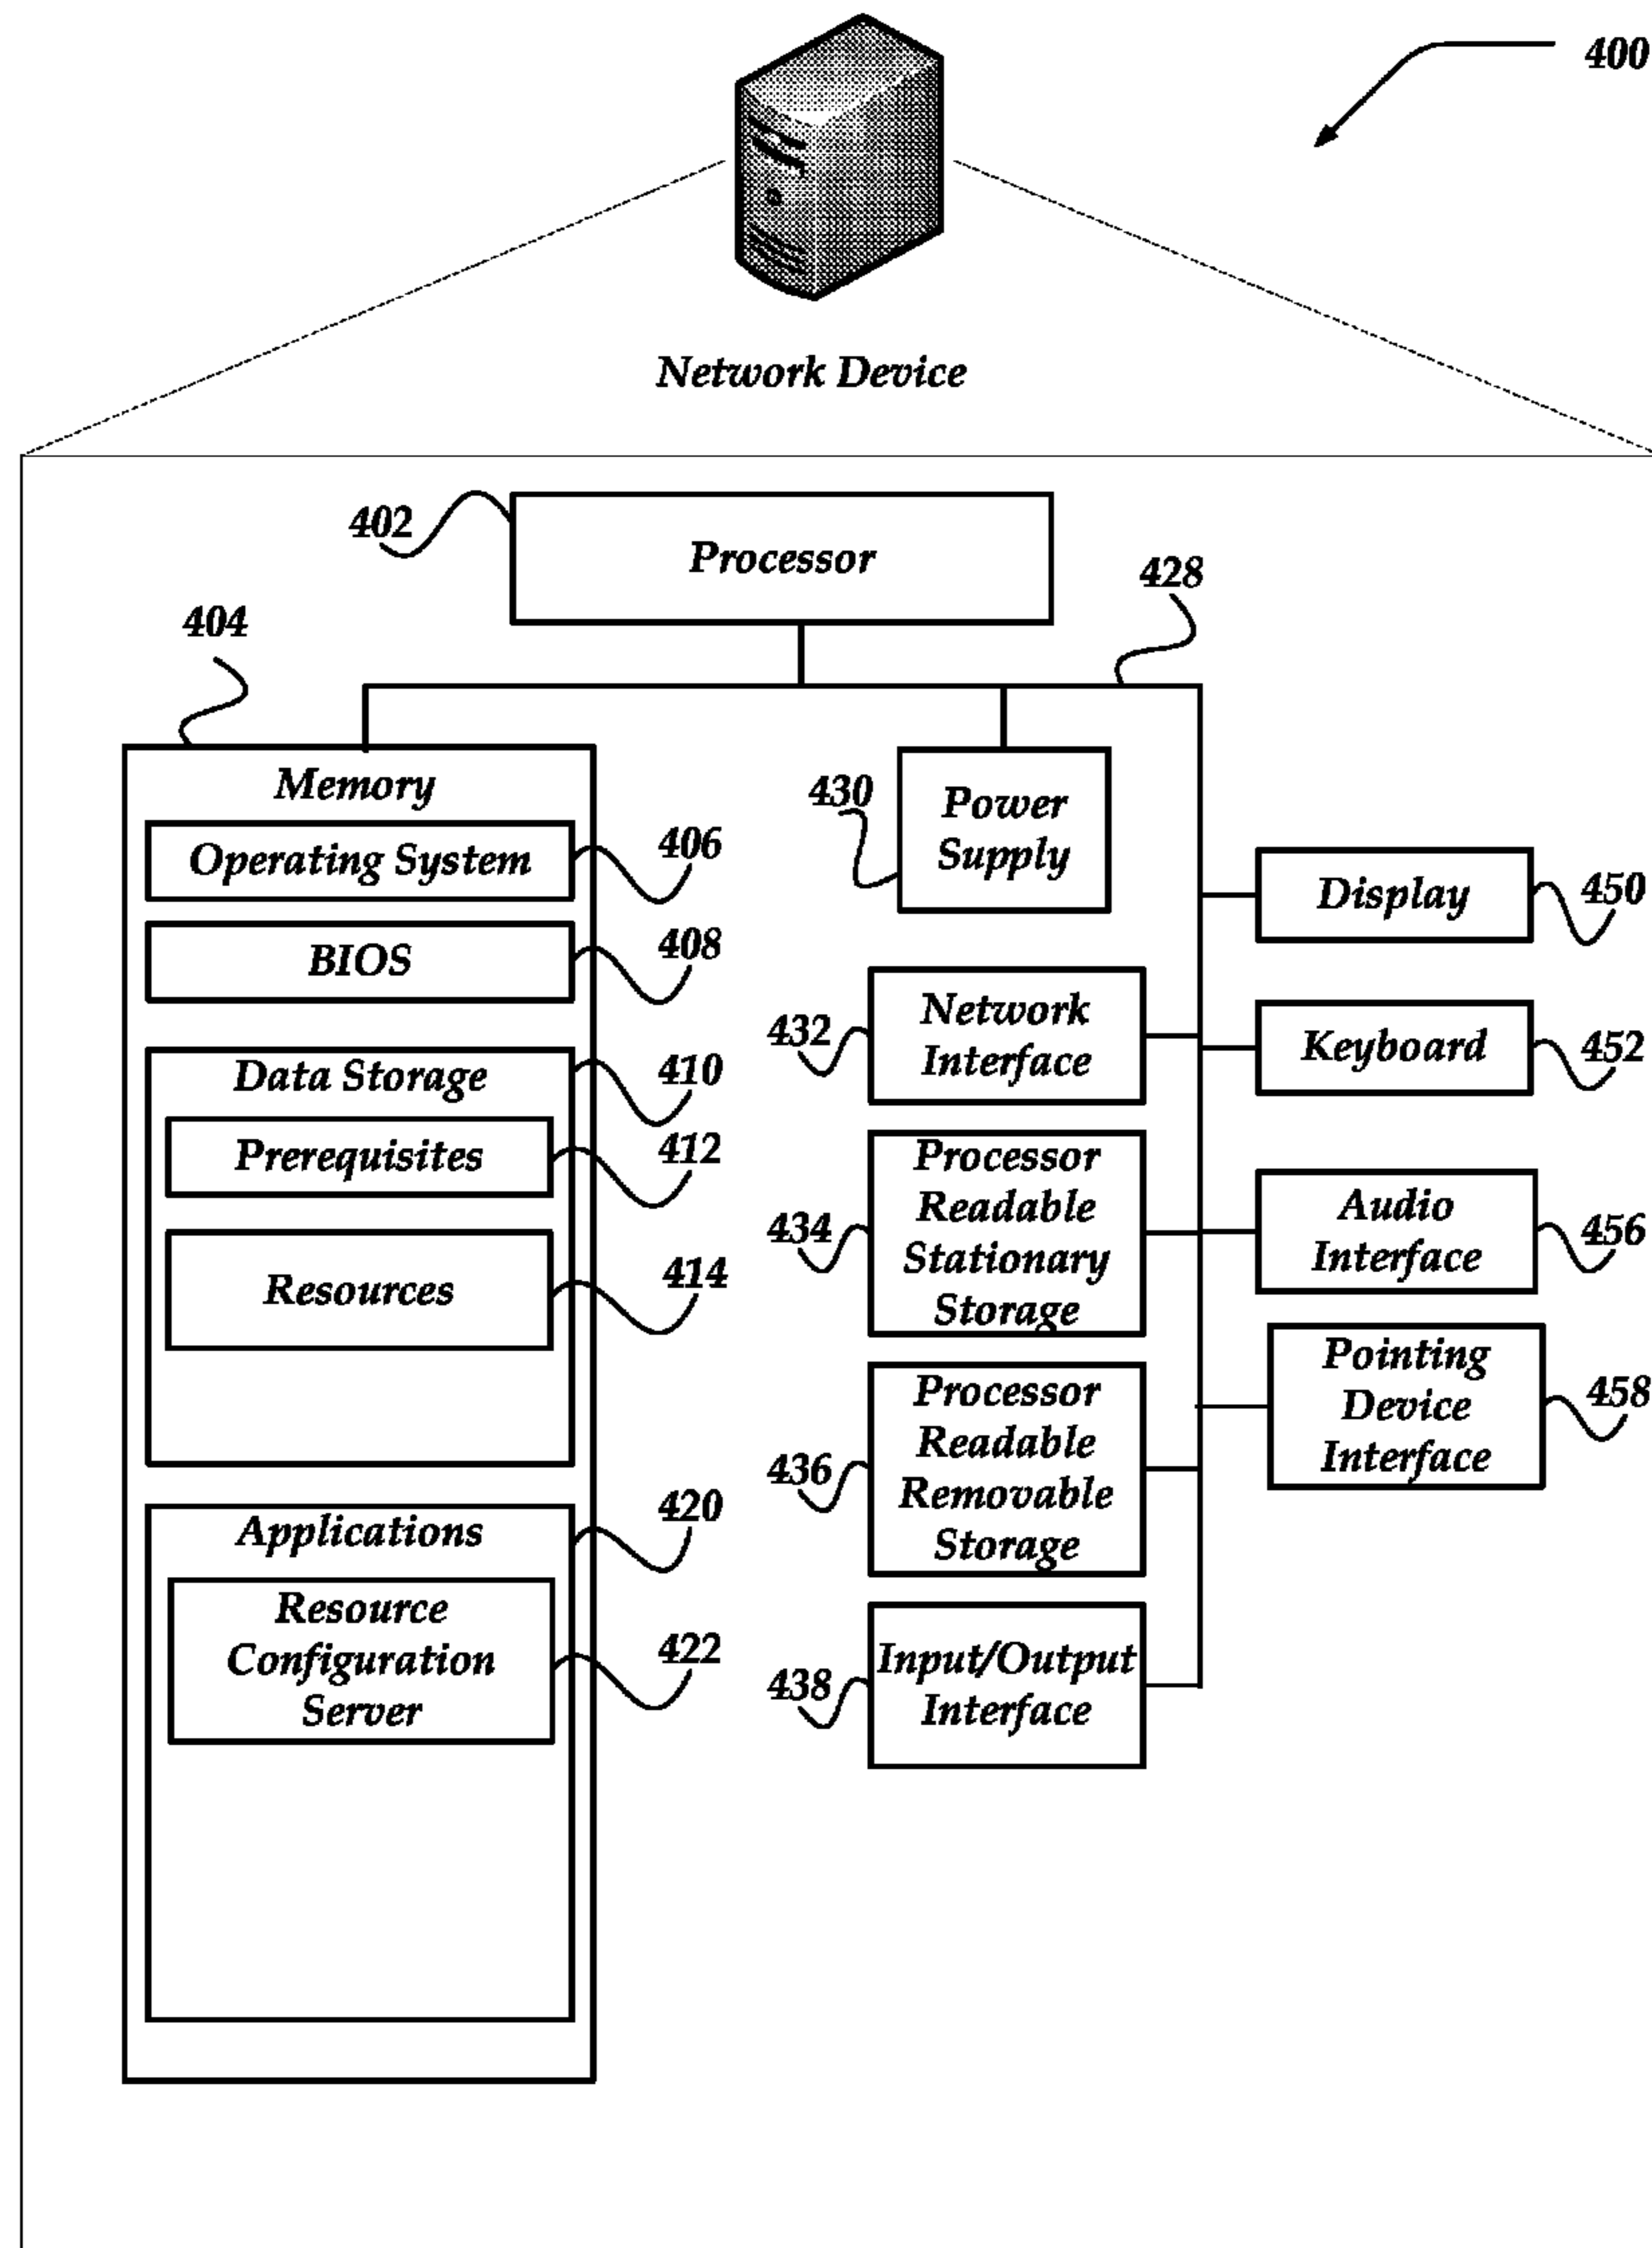 400
Network Device
402
Processor
428
404
Memory
Operating System
406
BIOS
408
Data Storage
410
Prerequisites
412
Resources
414
Applications
420
Resource
Configuration
Server
422
430
Power
Supply
432
Network
Interface
434
Processor
Readable
Stationary
Storage
436
Processor
Readable
Removable
Storage
438
Input/Output
Interface
Display
450
Keyboard
452
Audio
Interface
456
Pointing
Device
Interface
458